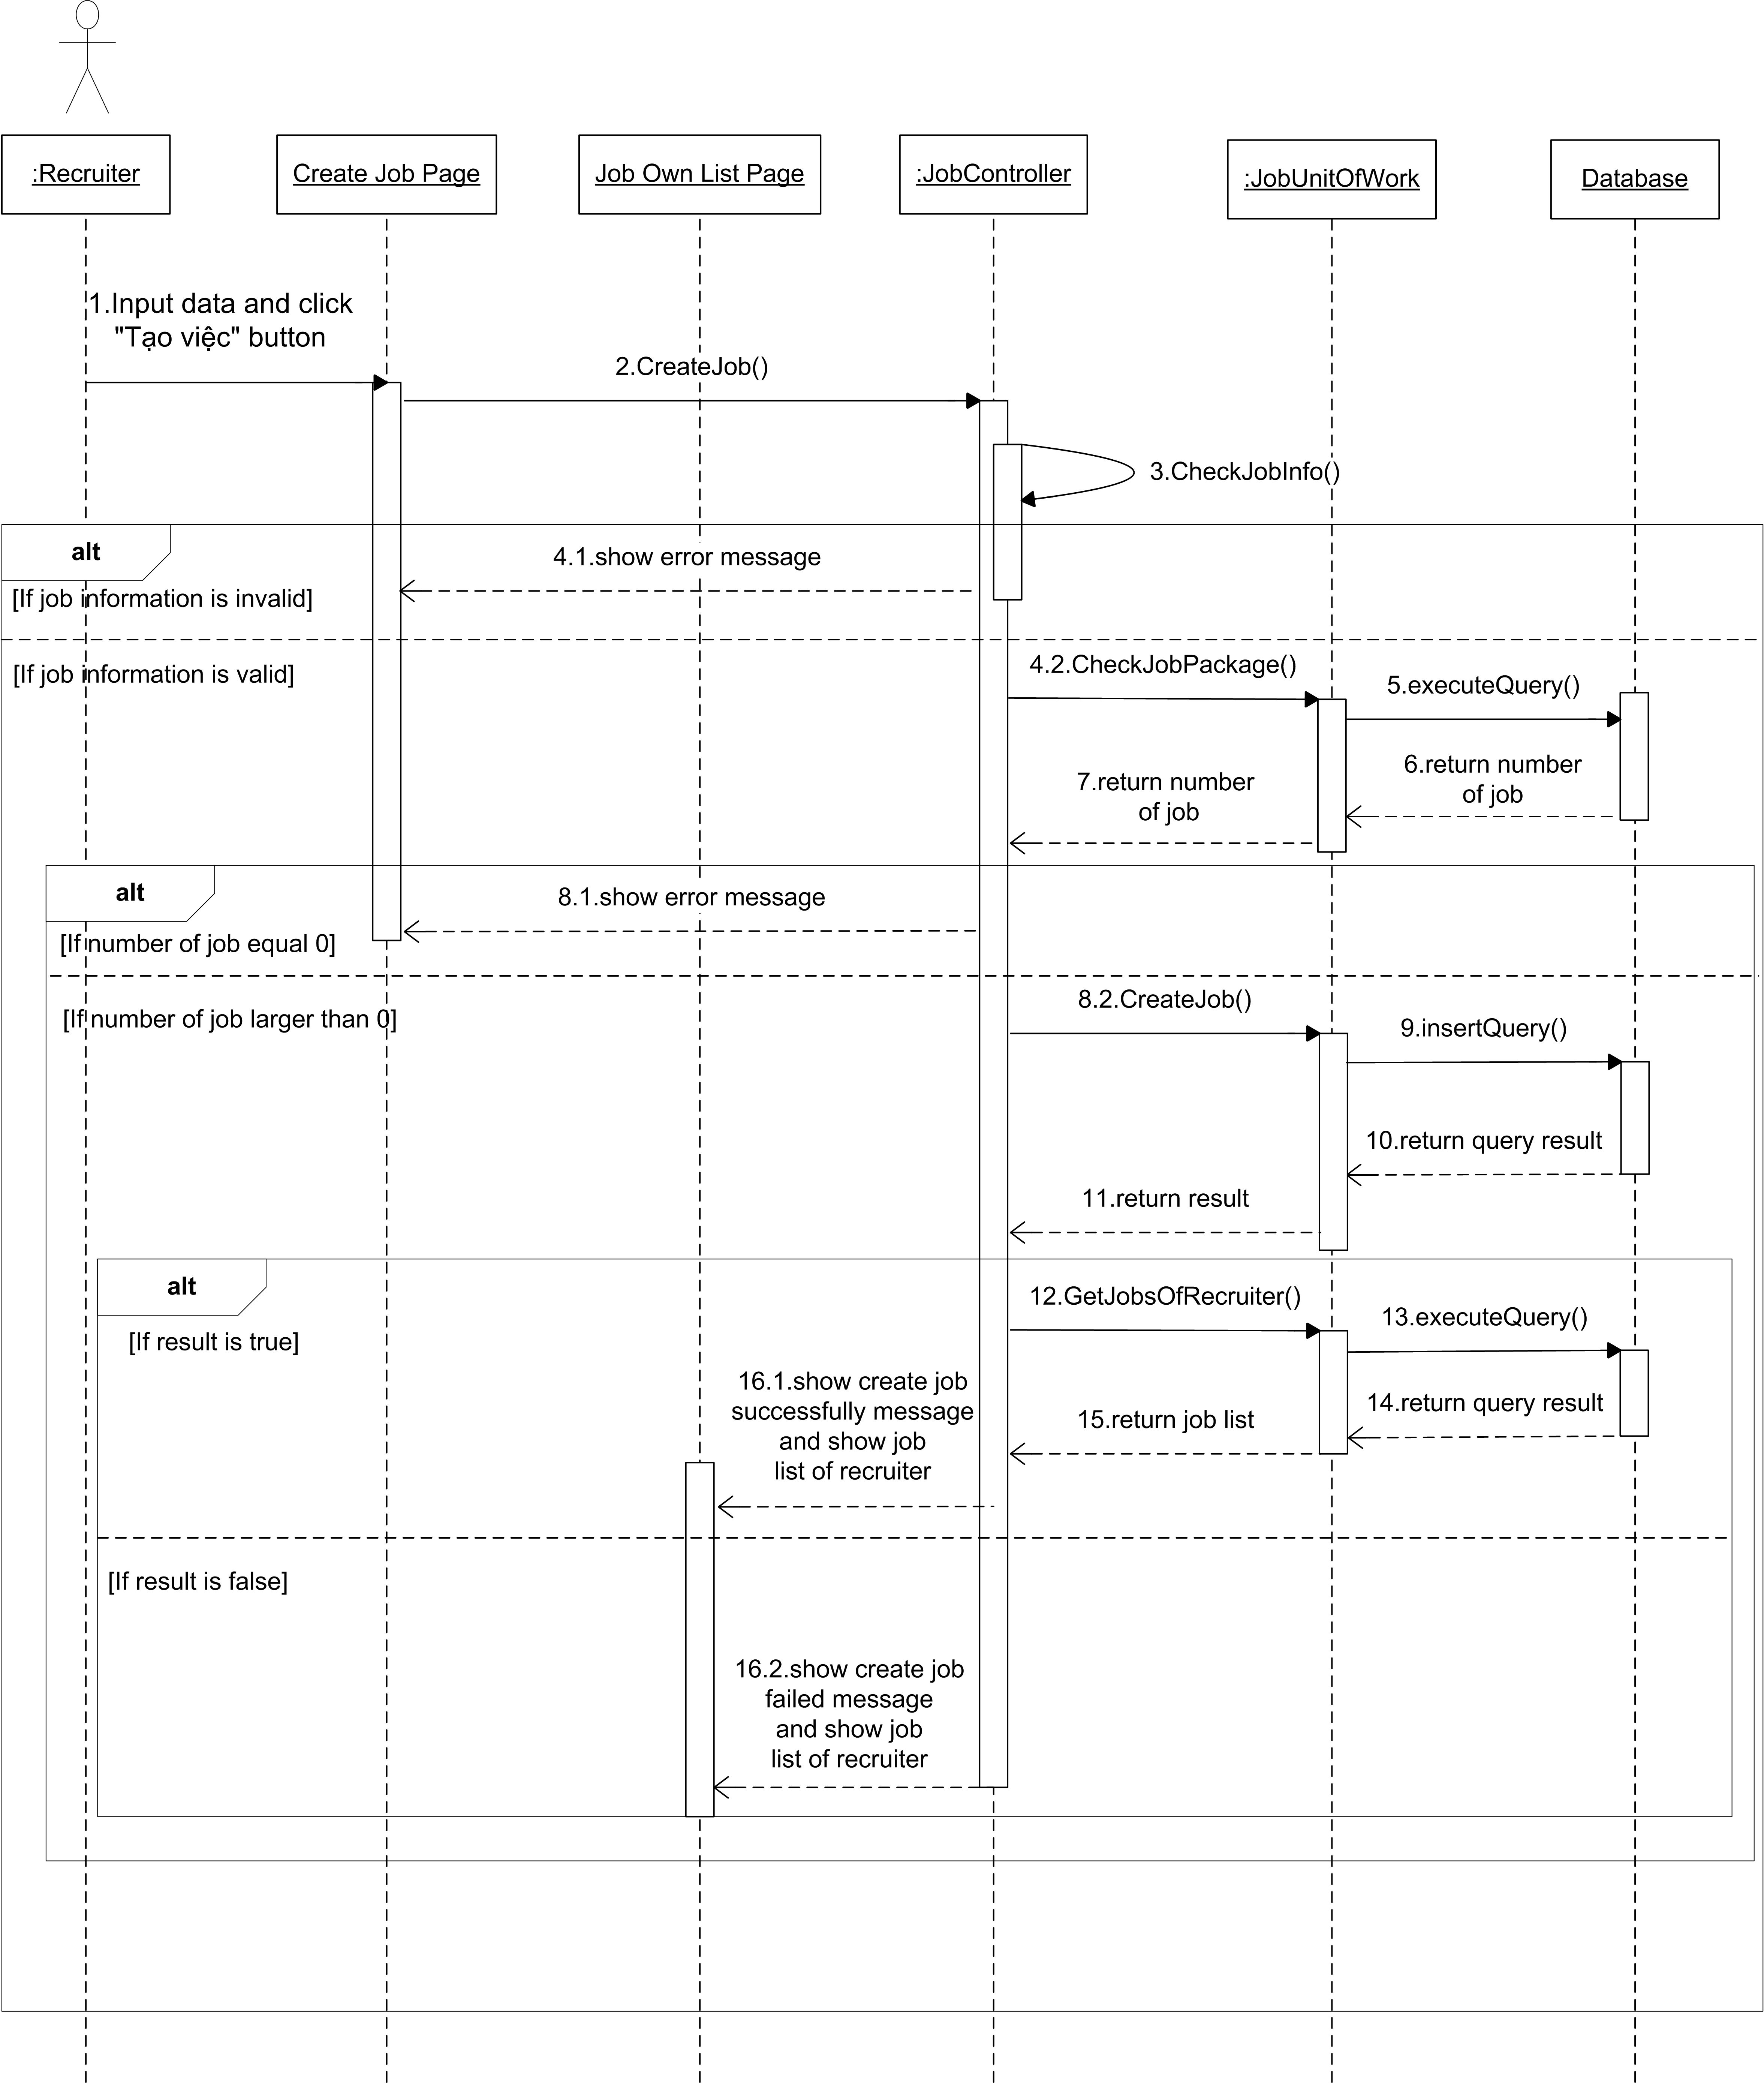 :Recruiter
Create Job Page
Job Own List Page
:JobController
:JobUnitOfWork
Database
1.Input data and click
"Tạo việc" button
2.CreateJob()
3.CheckJobInfo()
alt
4.1.show error message
[If job information is invalid]
[If job information is valid]
4.2.CheckJobPackage()
5.executeQuery()
6.return number
of job
7.return number
of job
alt
8.1.show error message
[If number of job equal 0]
[If number of job larger than 0]
8.2.CreateJob()
9.insertQuery()
10.return query result
11.return result
alt
[If result is true]
12.GetJobsOfRecruiter()
13.executeQuery()
14.return query result
15.return job list
16.1.show create job
successfully message
and show job
list of recruiter
[If result is false]
16.2.show create job
failed message
and show job
list of recruiter